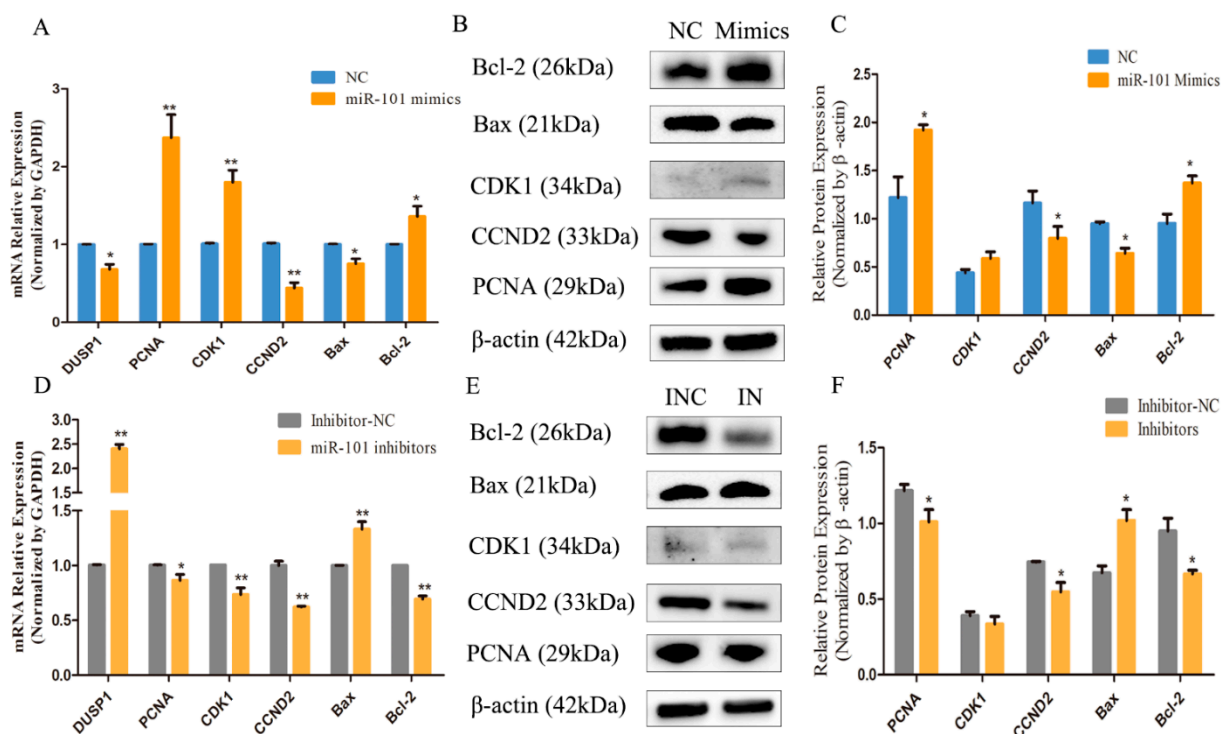 A
NC
miR-101 mimics
mRNA Relative Expression
(Normalized by GAPDH)
3
2
1
0
*
**
**
**
*
*
DUSP1
PCNA
CDK1
CCND2
Bax
Bcl-2
B
NC Mimics
Bcl-2 (26kDa)
Bax (21kDa)
CDK1 (34kDa)
CCND2 (33kDa)
PCNA (29kDa)
β-actin (42kDa)
C
NC
miR-101 Mimics
Relative Protein Expression
(Normalized by β -actin)
2.5
2.0
1.5
1.0
0.5
0.0
*
*
*
*
PCNA
CDK1
CCND2
Bax
Bcl-2
D
Inhibitor-NC
miR-101 inhibitors
mRNA Relative Expression
(Normalized by GAPDH)
3.0
2.5
2.0
1.5
1.5
1.0
0.5
0.0
**
*
**
**
**
**
DUSP1
PCNA
CDK1
CCND2
Bax
Bcl-2
E
INC IN
Bcl-2 (26kDa)
Bax (21kDa)
CDK1 (34kDa)
CCND2 (33kDa)
PCNA (29kDa)
β-actin (42kDa)
F
Inhibitor-NC
Inhibitors
Relative Protein Expression
(Normalized by β -actin)
1.5
1.0
0.5
0.0
*
*
*
*
PCNA
CDK1
CCND2
Bax
Bcl-2